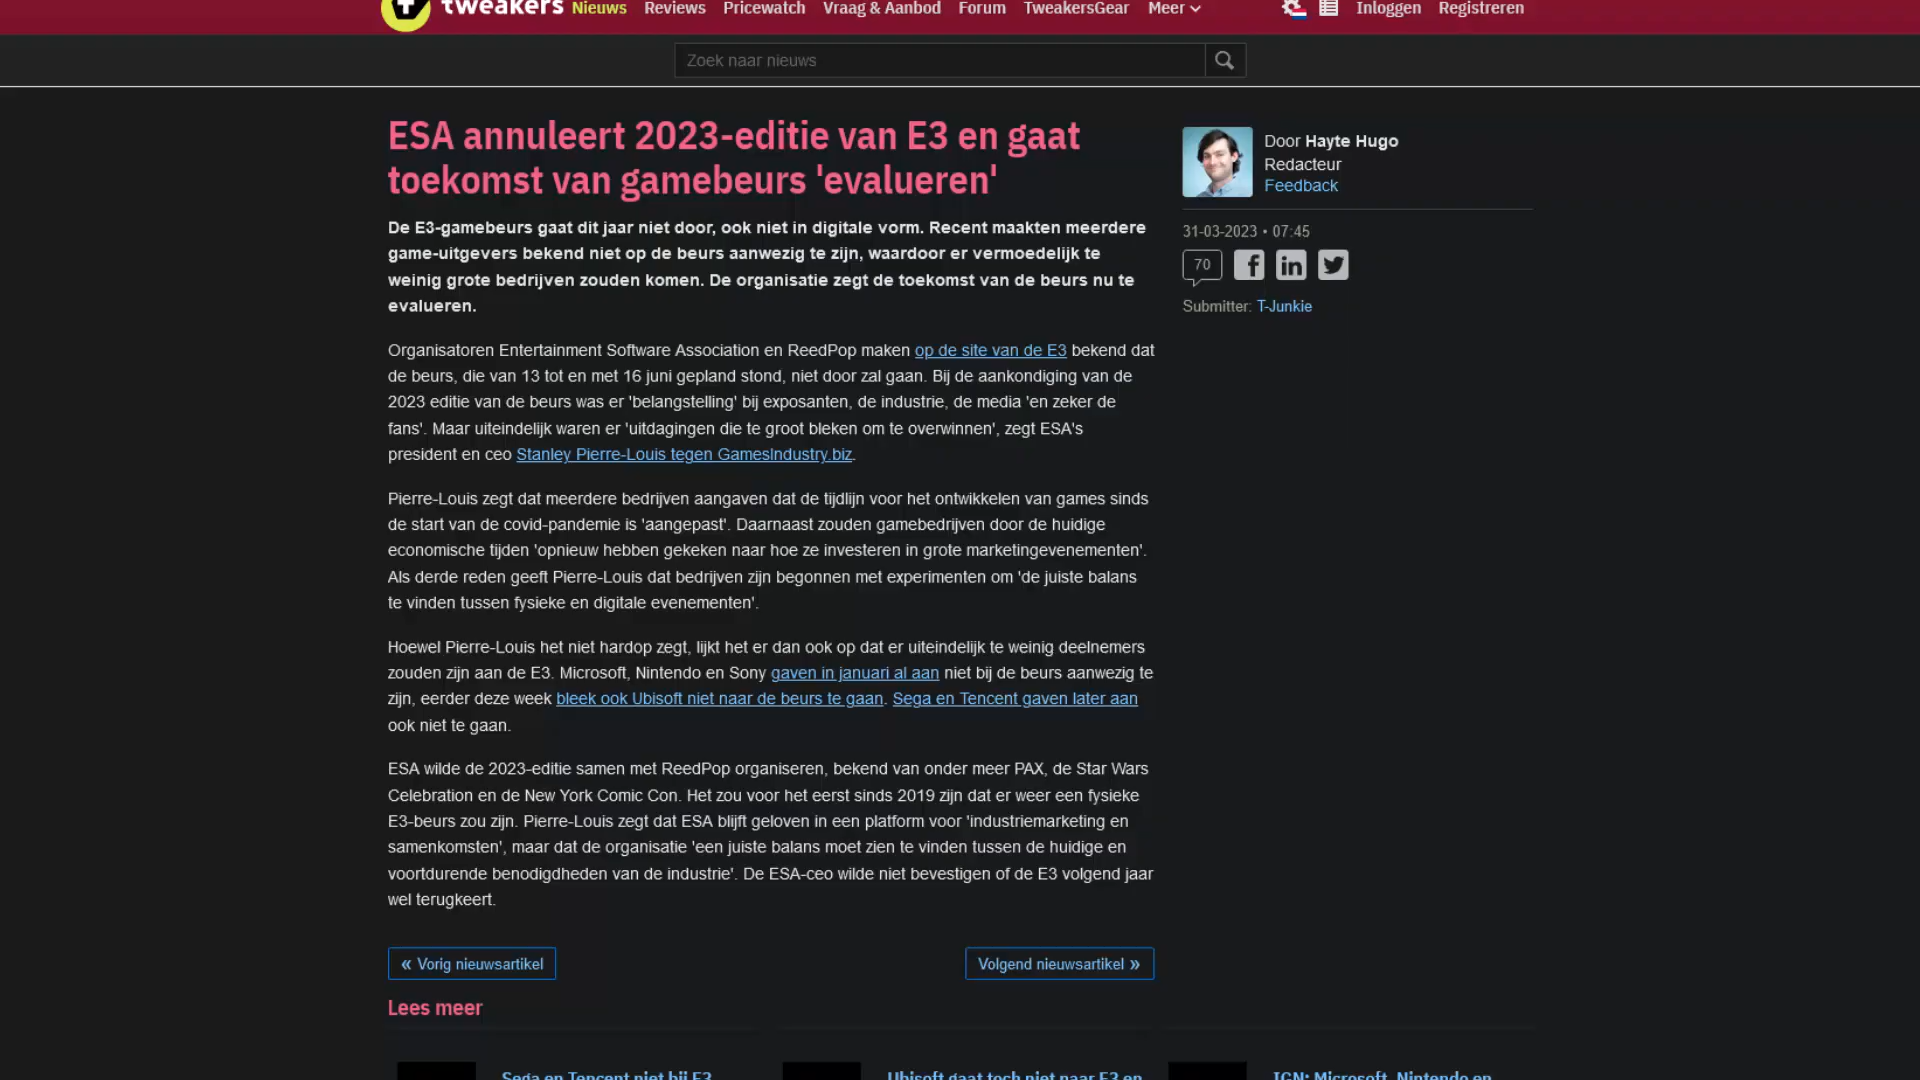 tweakers Nieuws Reviews Pricewatch Vraag & Aanbod Forum TweakersGear Meer Inloggen Registreren
Zoek naar nieuws
ESA annuleert 2023-editie van E3 en gaat
toekomst van gamebeurs 'evalueren'
De E3-gamebeurs gaat dit jaar niet door, ook niet in digitale vorm. Recent maakten meerdere
game-uitgevers bekend niet op de beurs aanwezig te zijn, waardoor er vermoedelijk te
weinig grote bedrijven zouden komen. De organisatie zegt de toekomst van de beurs nu te
evalueren.
Organisatoren Entertainment Software Association en ReedPop maken op de site van de E3 bekend dat
de beurs, die van 13 tot en met 16 juni gepland stond, niet door zal gaan. Bij de aankondiging van de
2023 editie van de beurs was er 'belangstelling' bij exposanten, de industrie, de media 'en zeker de
fans'. Maar uiteindelijk waren er 'uitdagingen die te groot bleken om te overwinnen', zegt ESA's
president en ceo Stanley Pierre-Louis tegen GamesIndustry.biz.
Pierre-Louis zegt dat meerdere bedrijven aangaven dat de tijdlijn voor het ontwikkelen van games sinds
de start van de covid-pandemie is 'aangepast'. Daarnaast zouden gamebedrijven door de huidige
economische tijden 'opnieuw hebben gekeken naar hoe ze investeren in grote marketingevenementen'.
Als derde reden geeft Pierre-Louis dat bedrijven zijn begonnen met experimenten om 'de juiste balans
te vinden tussen fysieke en digitale evenementen'.
Hoewel Pierre-Louis het niet hardop zegt, lijkt het er dan ook op dat er uiteindelijk te weinig deelnemers
zouden zijn aan de E3. Microsoft, Nintendo en Sony gaven in januari al aan niet bij de beurs aanwezig te
zijn, eerder deze week bleek ook Ubisoft niet naar de beurs te gaan. Sega en Tencent gaven later aan
ook niet te gaan.
ESA wilde de 2023-editie samen met ReedPop organiseren, bekend van onder meer PAX, de Star Wars
Celebration en de New York Comic Con. Het zou voor het eerst sinds 2019 zijn dat er weer een fysieke
E3-beurs zou zijn. Pierre-Louis zegt dat ESA blijft geloven in een platform voor 'industriemarketing en
samenkomsten', maar dat de organisatie 'een juiste balans moet zien te vinden tussen de huidige en
voortdurende benodigdheden van de industrie'. De ESA-ceo wilde niet bevestigen of de E3 volgend jaar
wel terugkeert.
« Vorig nieuwsartikel
Volgend nieuwsartikel »
Lees meer
Sega en Tencent niet bij E3
Ubisoft gaat toch niet naar E3 en
IGN: Microsoft, Nintendo en
Door Hayte Hugo
Redacteur
Feedback
31-03-2023 • 07:45
70
Submitter: T-Junkie